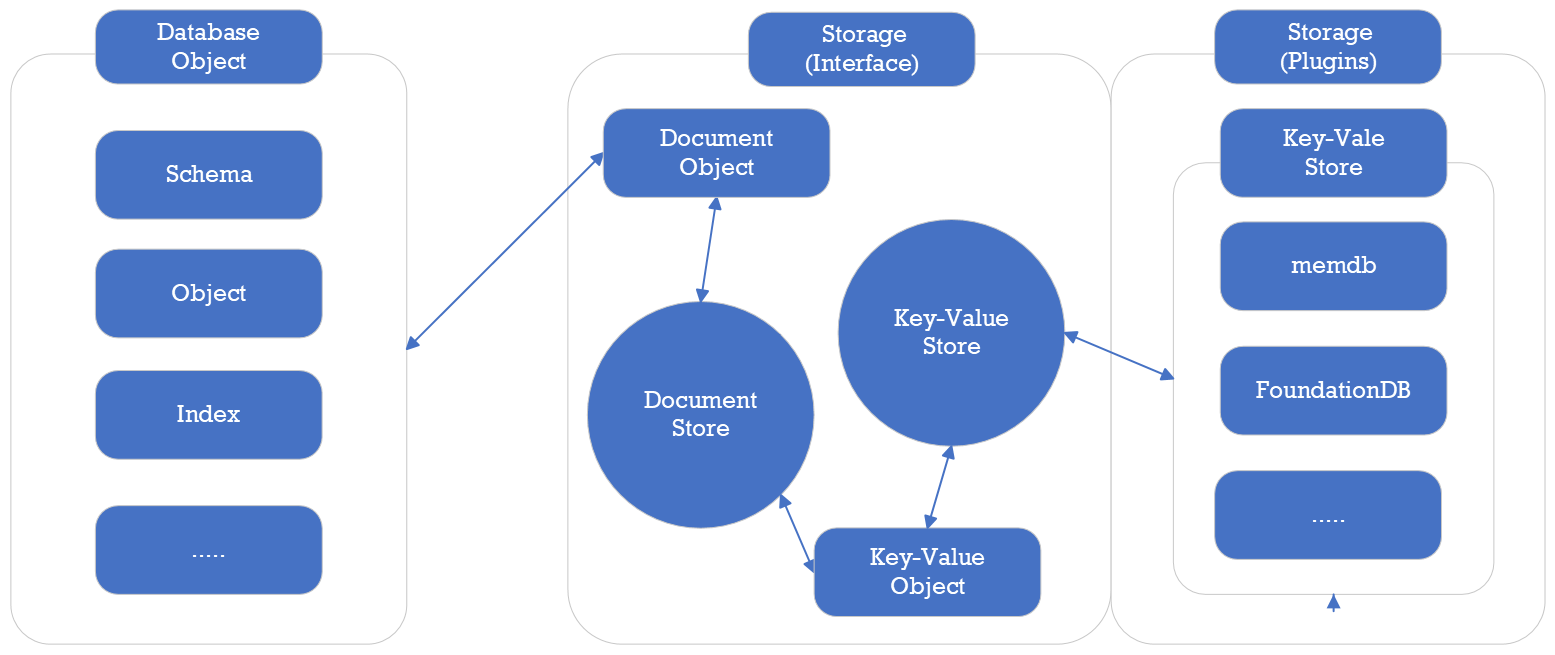 Database
Object
Schema
Object
Index
.....
Storage
(Interface)
Document
Object
Key-Value
Store
Document
Store
Key-Value
Object
Storage
(Plugins)
Key-Vale
Store
memdb
FoundationDB
.....